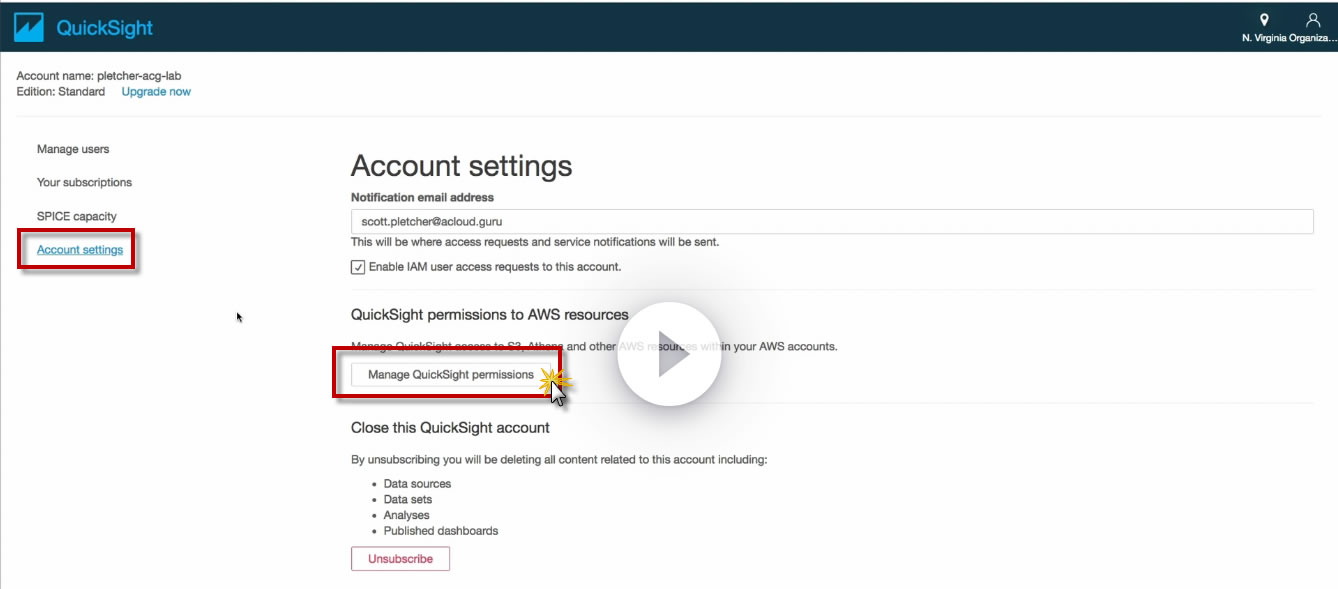 QuickSight
N. Virginia Organiza...
Account name: pletcher-acg-lab
Edition: Standard Upgrade now
Manage users
Your subscriptions
SPICE capacity
Account settings
Account settings
Notification email address
scott.pletcher@acloud.guru
This will be where access requests and service notifications will be sent.
Enable IAM user access requests to this account.
QuickSight permissions to AWS resources
Manage QuickSight access to S3, Athena and other AWS resources within your AWS accounts.
Manage QuickSight permissions
Close this QuickSight account
By unsubscribing you will be deleting all content related to this account including:
• Data sources
• Data sets
• Analyses
• Published dashboards
Unsubscribe